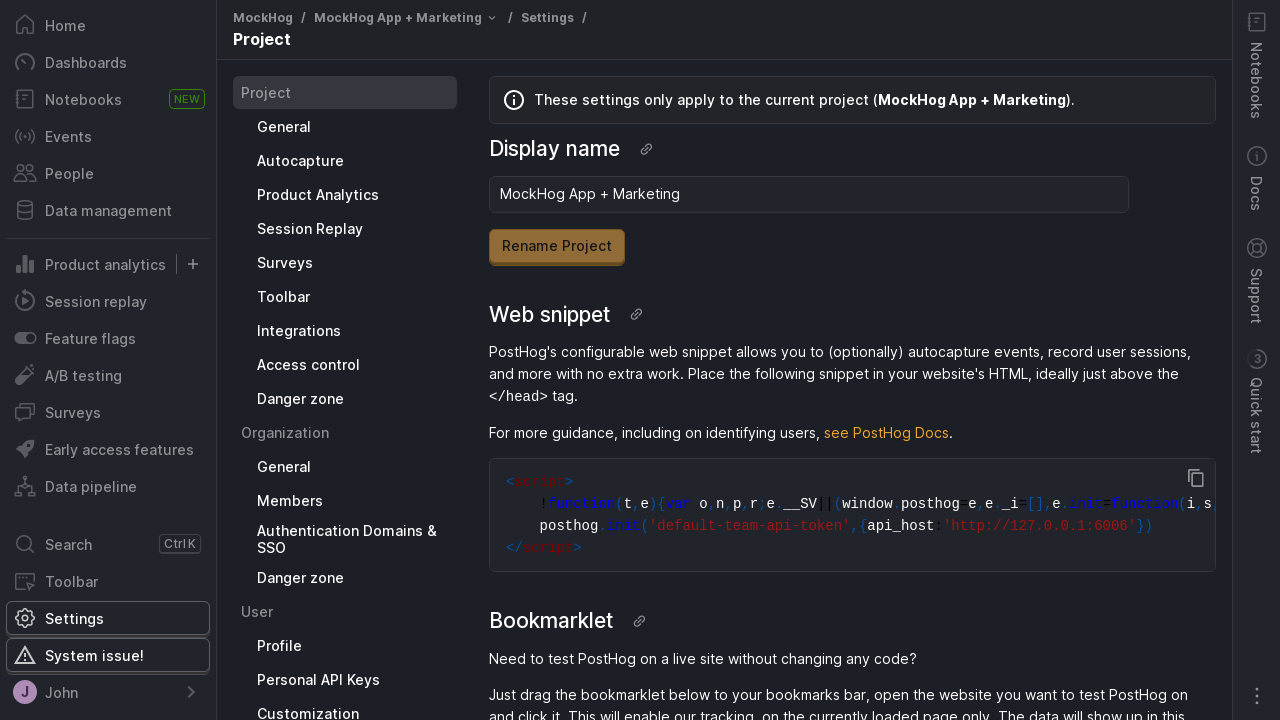 Home
Dashboards
Notebooks NEW
Events
People
Data management
Product analytics
Session replay
Feature flags
A/B testing
Surveys
Early access features
Data pipeline
Search Ctrl K
Toolbar
Settings
System issue!
J John
MockHog / MockHog App + Marketing / Settings /
Project
Project
General
Autocapture
Product Analytics
Session Replay
Surveys
Toolbar
Integrations
Access control
Danger zone
Organization
General
Members
Authentication Domains &
SSO
Danger zone
User
Profile
Personal API Keys
Customization
These settings only apply to the current project (MockHog App + Marketing).
Display name
MockHog App + Marketing
Rename Project
Web snippet
PostHog's configurable web snippet allows you to (optionally) autocapture events, record user sessions,
and more with no extra work. Place the following snippet in your website's HTML, ideally just above the
</head> tag.
For more guidance, including on identifying users, see PostHog Docs.
<script>
!function(t,e){var o,n,p,r;e.__SV||(window.posthog=e,e._i=[],e.init=function(i,s,
posthog.init('default-team-api-token',{api_host:'http://127.0.0.1:6006'})
</script>
Bookmarklet
Need to test PostHog on a live site without changing any code?
Just drag the bookmarklet below to your bookmarks bar, open the website you want to test PostHog on
and click it. This will enable our tracking, on the currently loaded page only. The data will show up in this
Notebooks
Docs
Support
3 Quick start